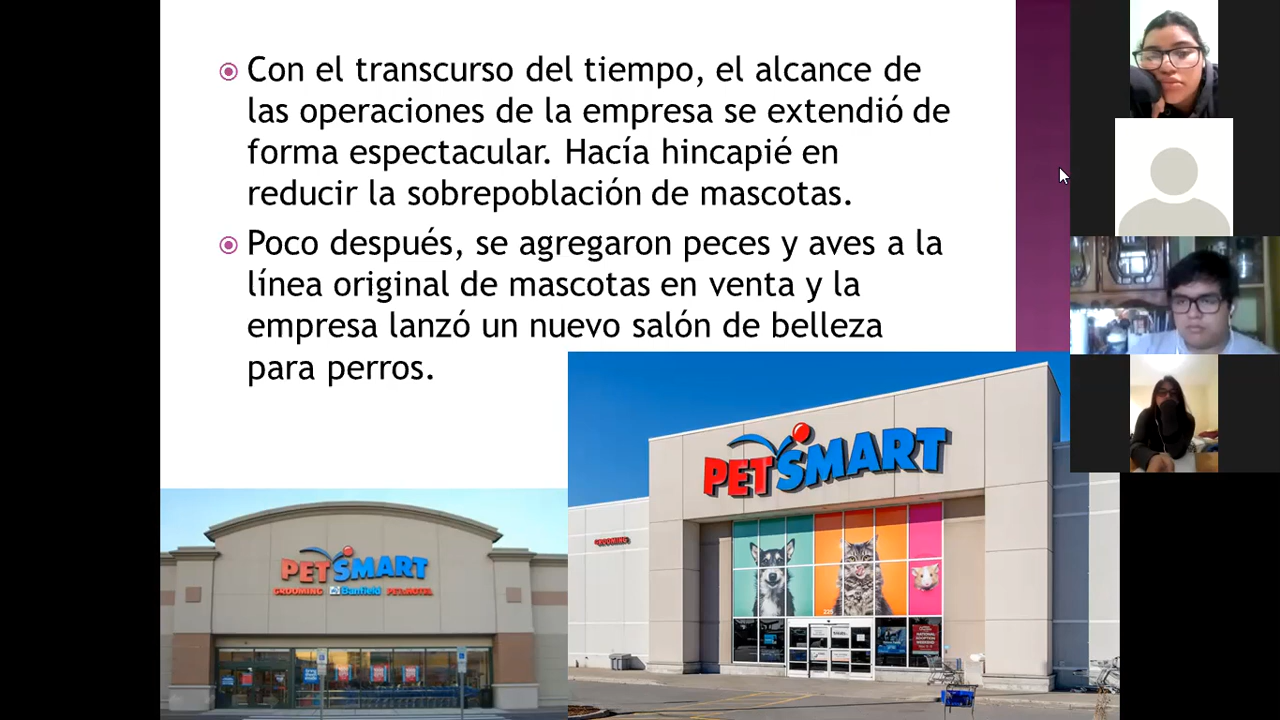 Con el transcurso del tiempo, el alcance de
las operaciones de la empresa se extendió de
forma espectacular. Hacía hincapié en
reducir la sobrepoblación de mascotas.
Poco después, se agregaron peces y aves a la
línea original de mascotas en venta y la
empresa lanzó un nuevo salón de belleza
para perros.
PETSMART
GROOMING
225
PETSMART
GROOMING Banfield PETSHOTEL